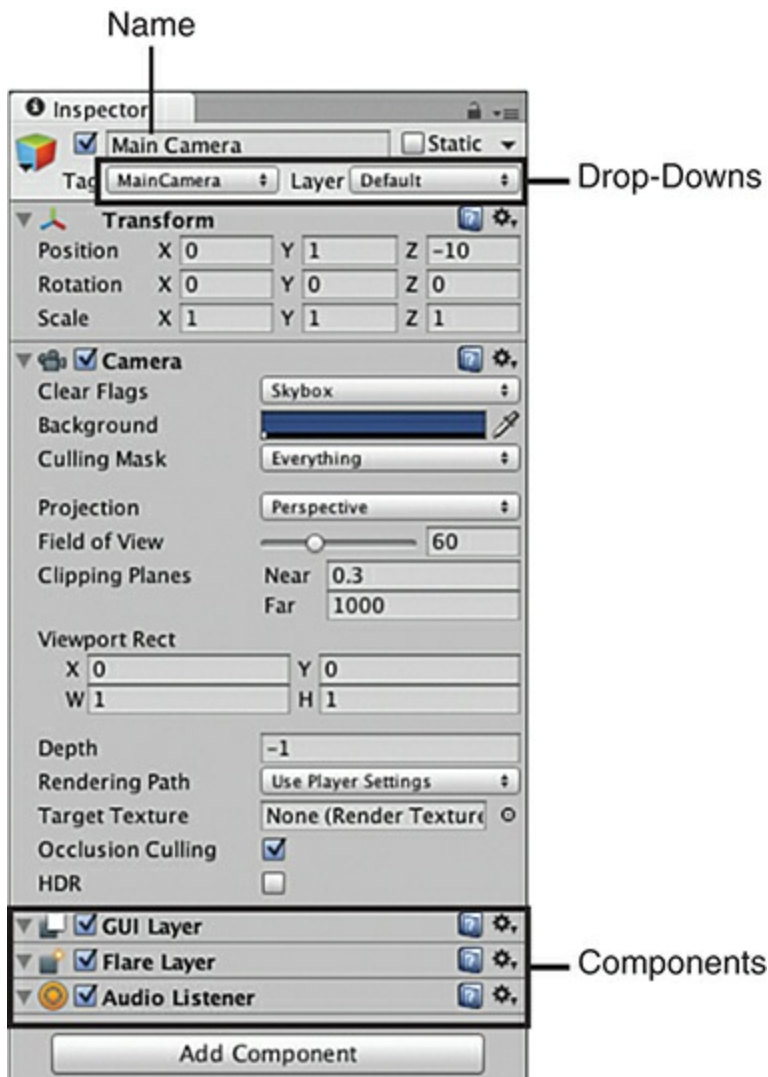 Name
Inspector
Main Camera Static
Tag MainCamera Layer Default
Drop-Downs
Transform
Position X 0 Y 1 Z -10
Rotation X 0 Y 0 Z 0
Scale X 1 Y 1 Z 1
Camera
Clear Flags Skybox
Background
Culling Mask Everything
Projection Perspective
Field of View 60
Clipping Planes Near 0.3
Far 1000
Viewport Rect
X 0 Y 0
W 1 H 1
Depth -1
Rendering Path Use Player Settings
Target Texture None (Render Texture
Occlusion Culling
HDR
GUI Layer
Flare Layer
Audio Listener
Components
Add Component